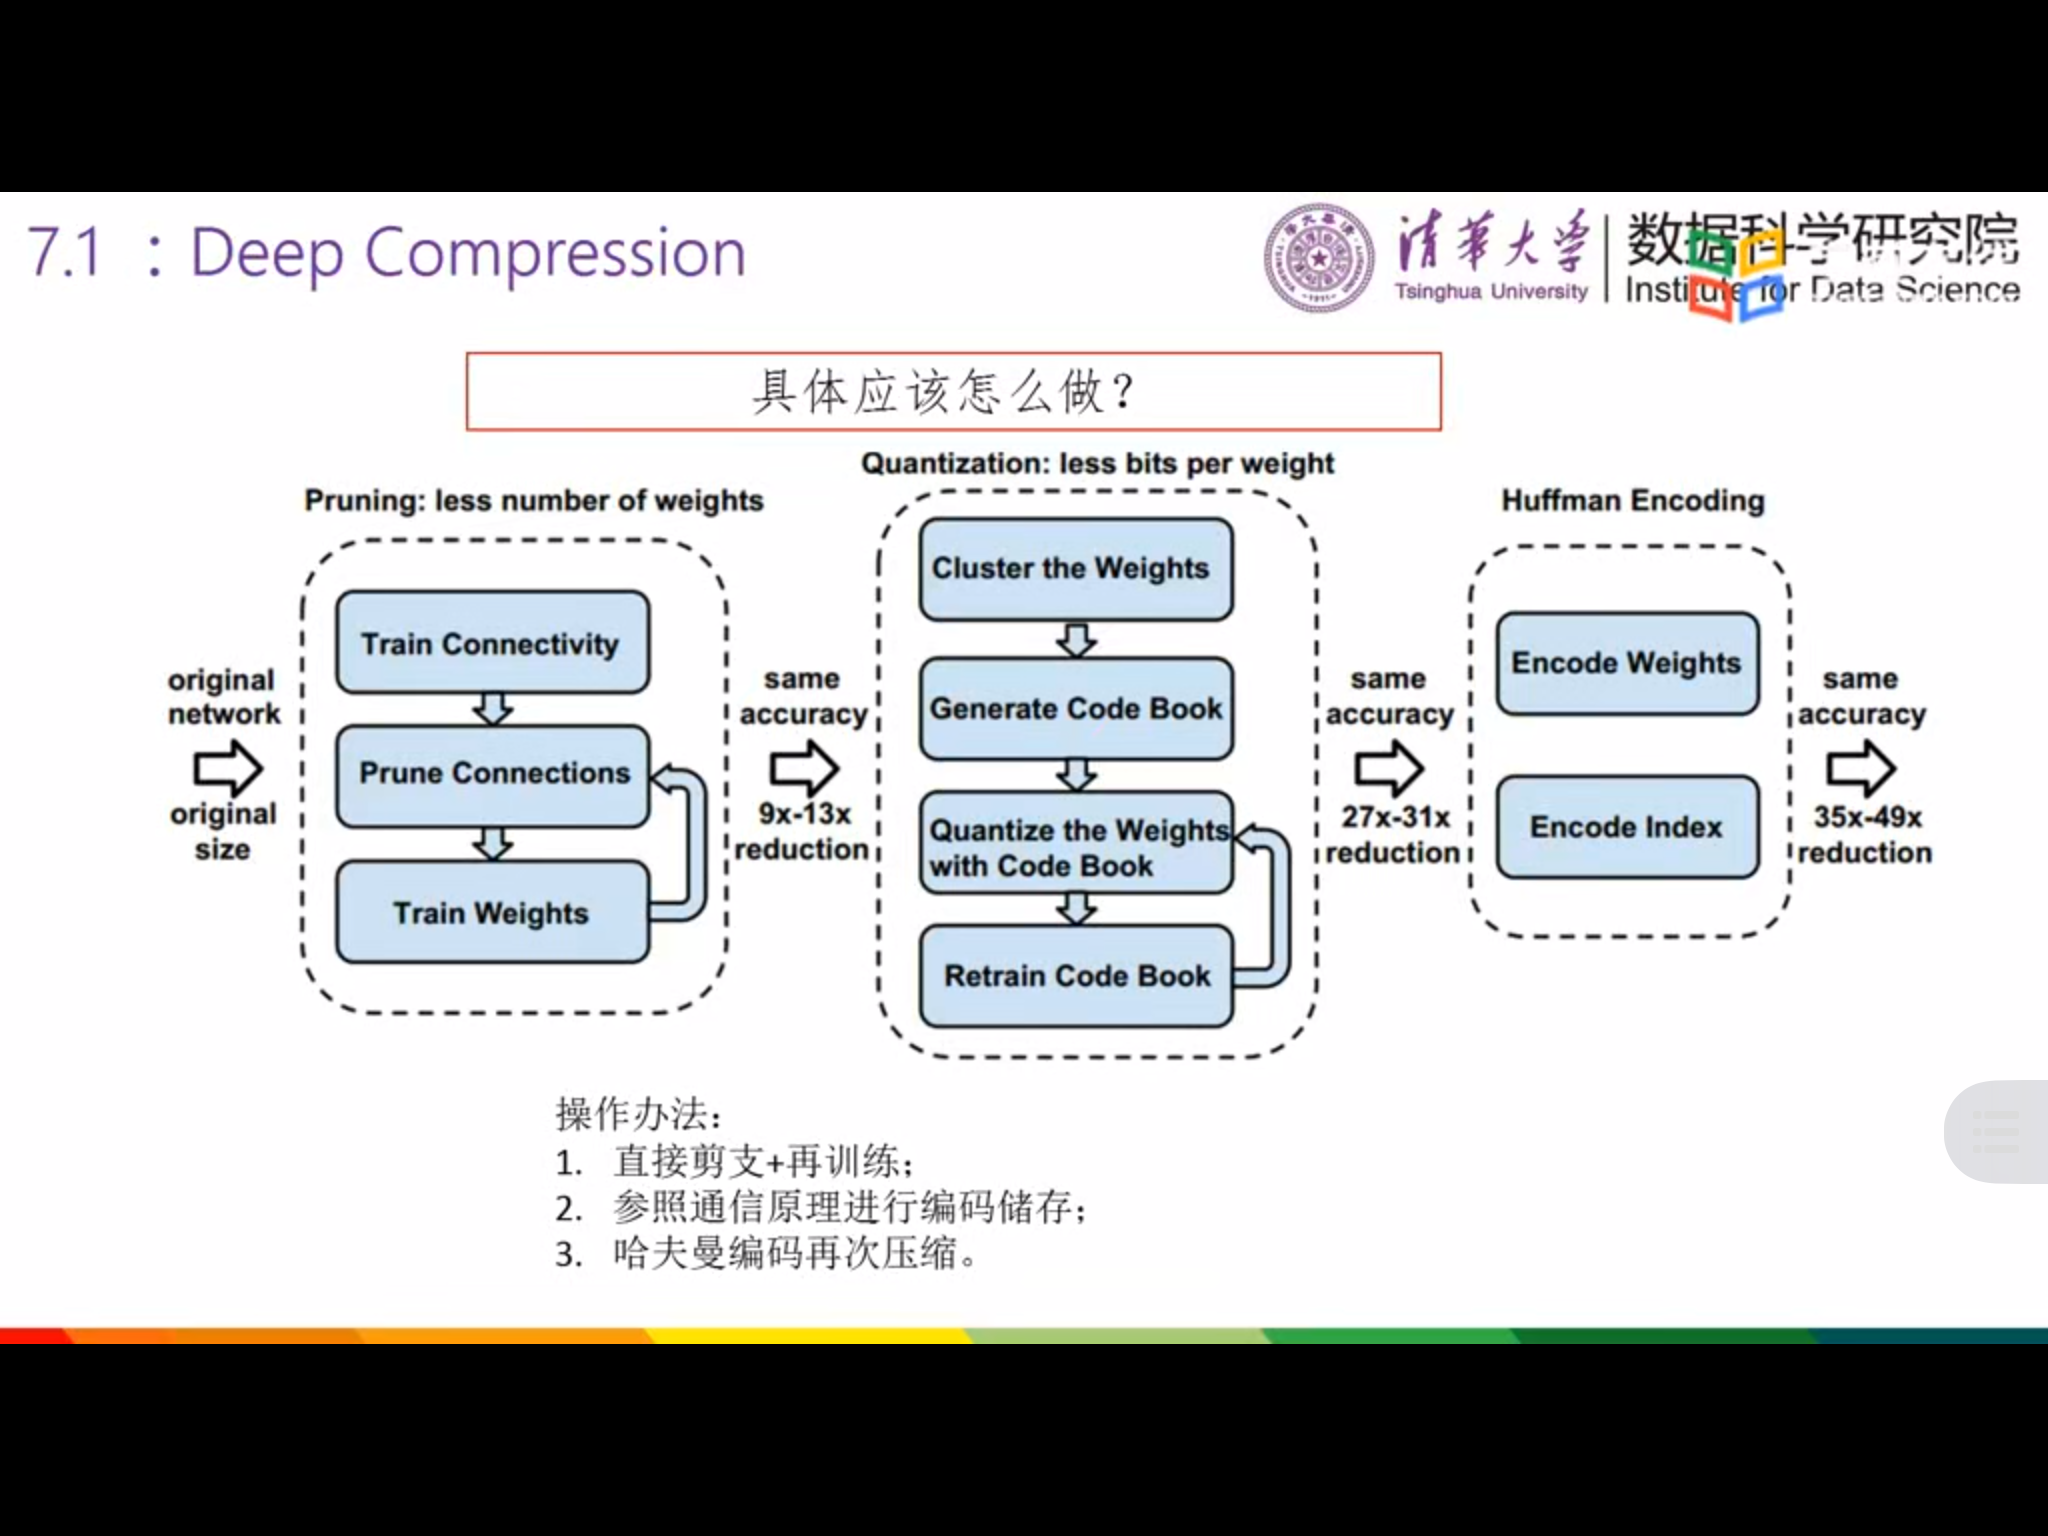 7.1 ：Deep Compression
清华大学
Tsinghua University
数据科学研究院
Institute for Data Science
具体应该怎么做？
Pruning: less number of weights
Quantization: less bits per weight
Huffman Encoding
original
network
original
size
Train Connectivity
Prune Connections
Train Weights
same
accuracy
9x-13x
reduction
Cluster the Weights
Generate Code Book
Quantize the Weights
with Code Book
Retrain Code Book
same
accuracy
27x-31x
reduction
Encode Weights
Encode Index
same
accuracy
35x-49x
reduction
操作办法：
1. 直接剪支+再训练；
2. 参照通信原理进行编码储存；
3. 哈夫曼编码再次压缩。